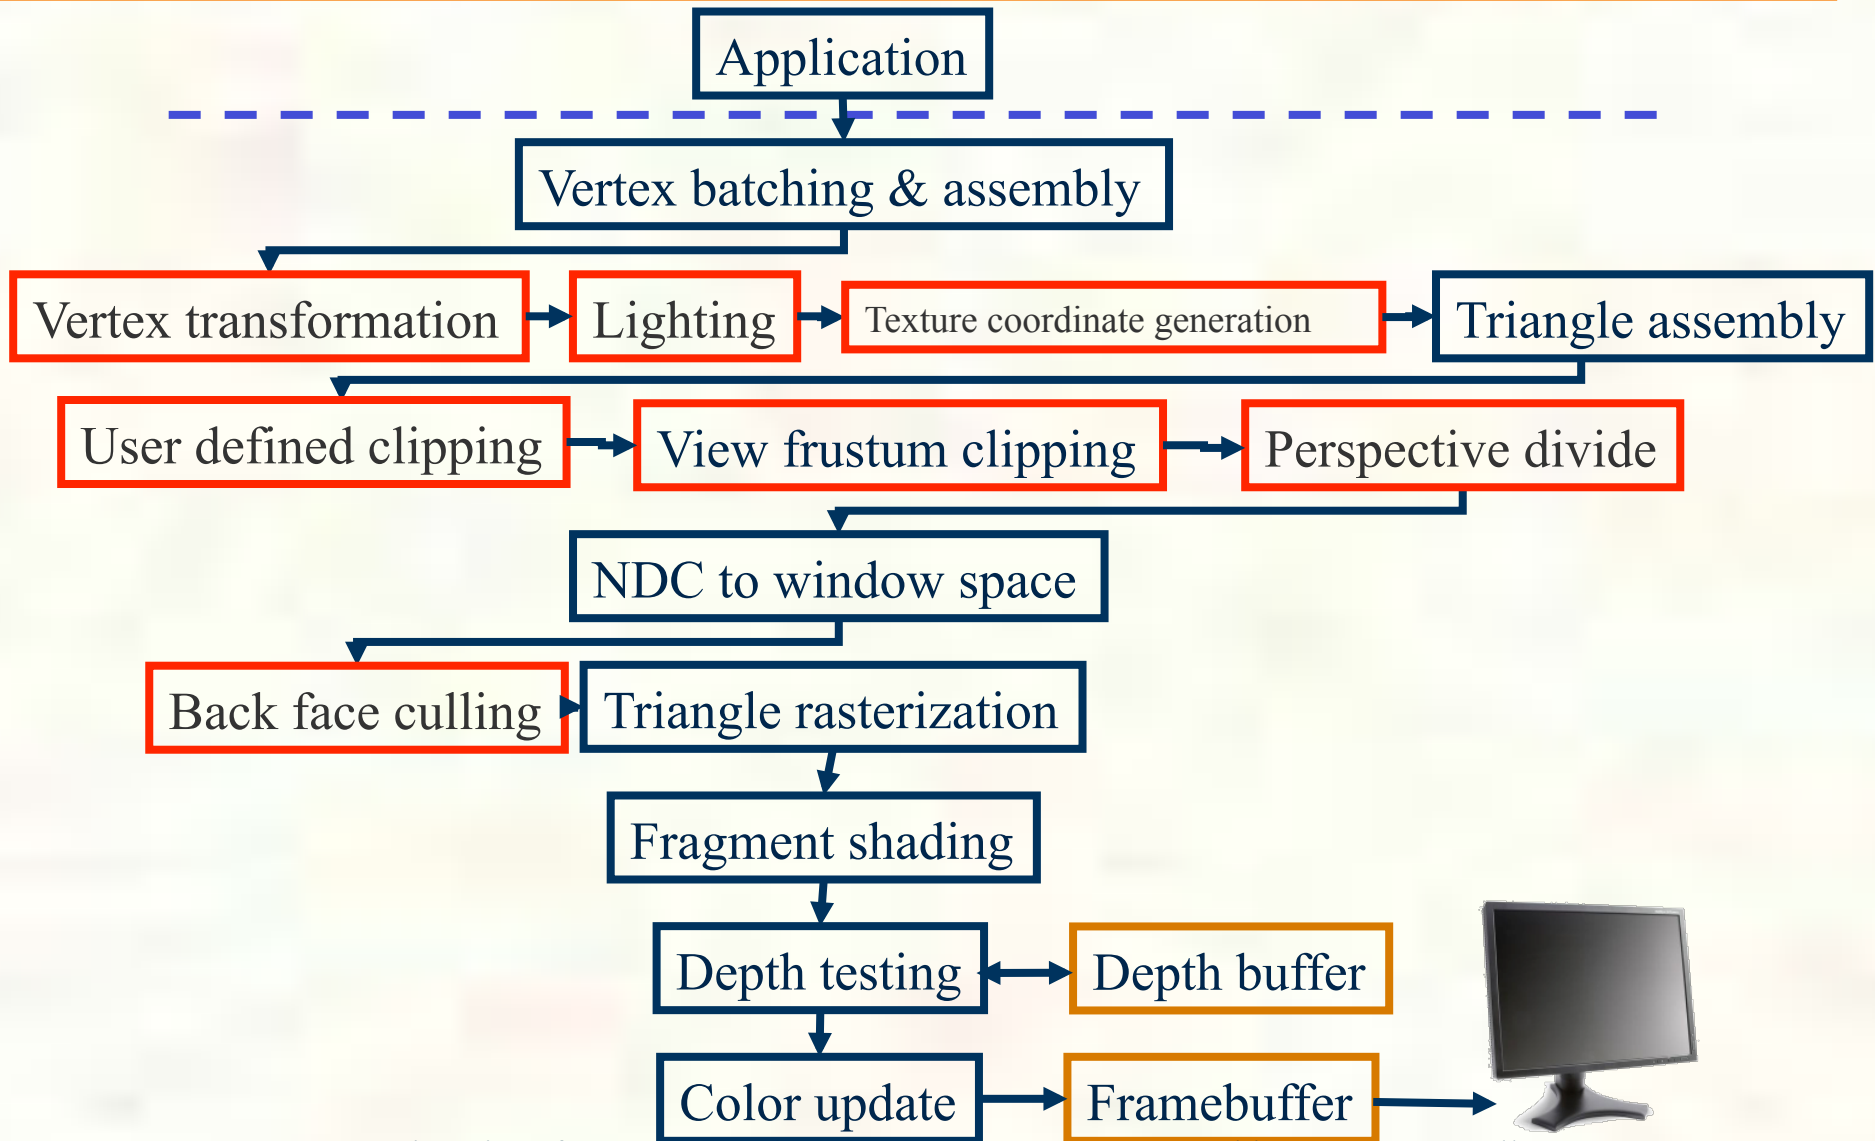 Application
Vertex batching & assembly
Vertex transformation
Lighting
Texture coordinate generation
Triangle assembly
User defined clipping
View frustum clipping
Perspective divide
NDC to window space
Back face culling
Triangle rasterization
Fragment shading
Depth testing
Depth buffer
Color update
Framebuffer